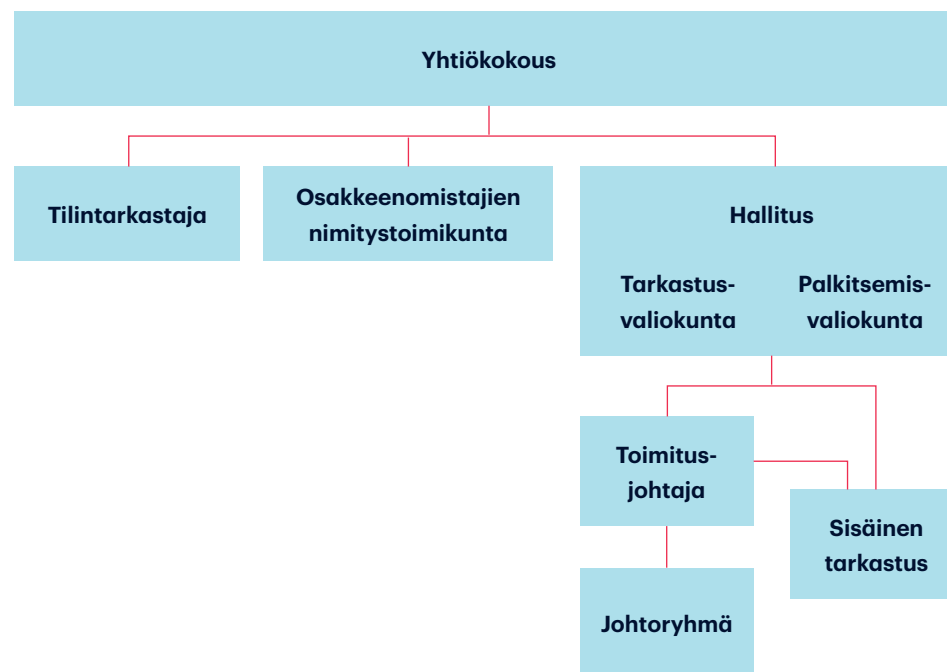 Yhtiökokous
Tilintarkastaja
Osakkeenomistajien
nimitystoimikunta
Hallitus
Tarkastus-
valiokunta
Palkitsemis-
valiokunta
Toimitus-
johtaja
Sisäinen
tarkastus
Johtoryhmä